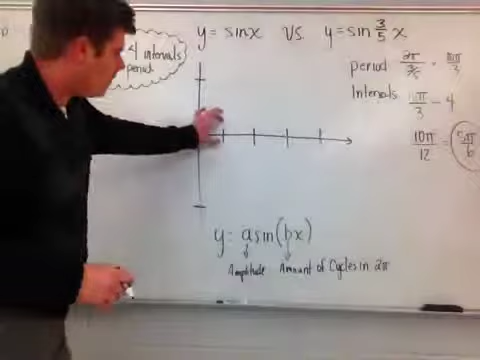 y = sinx vs. y = sin 3/5 x
4 intervals
period
period 2π / 3/5 = 10π/3
Intervals 10π/3 ÷ 4
10π/12 = 5π/6
y = a sin(bx)
Amplitude Amount of Cycles in 2π